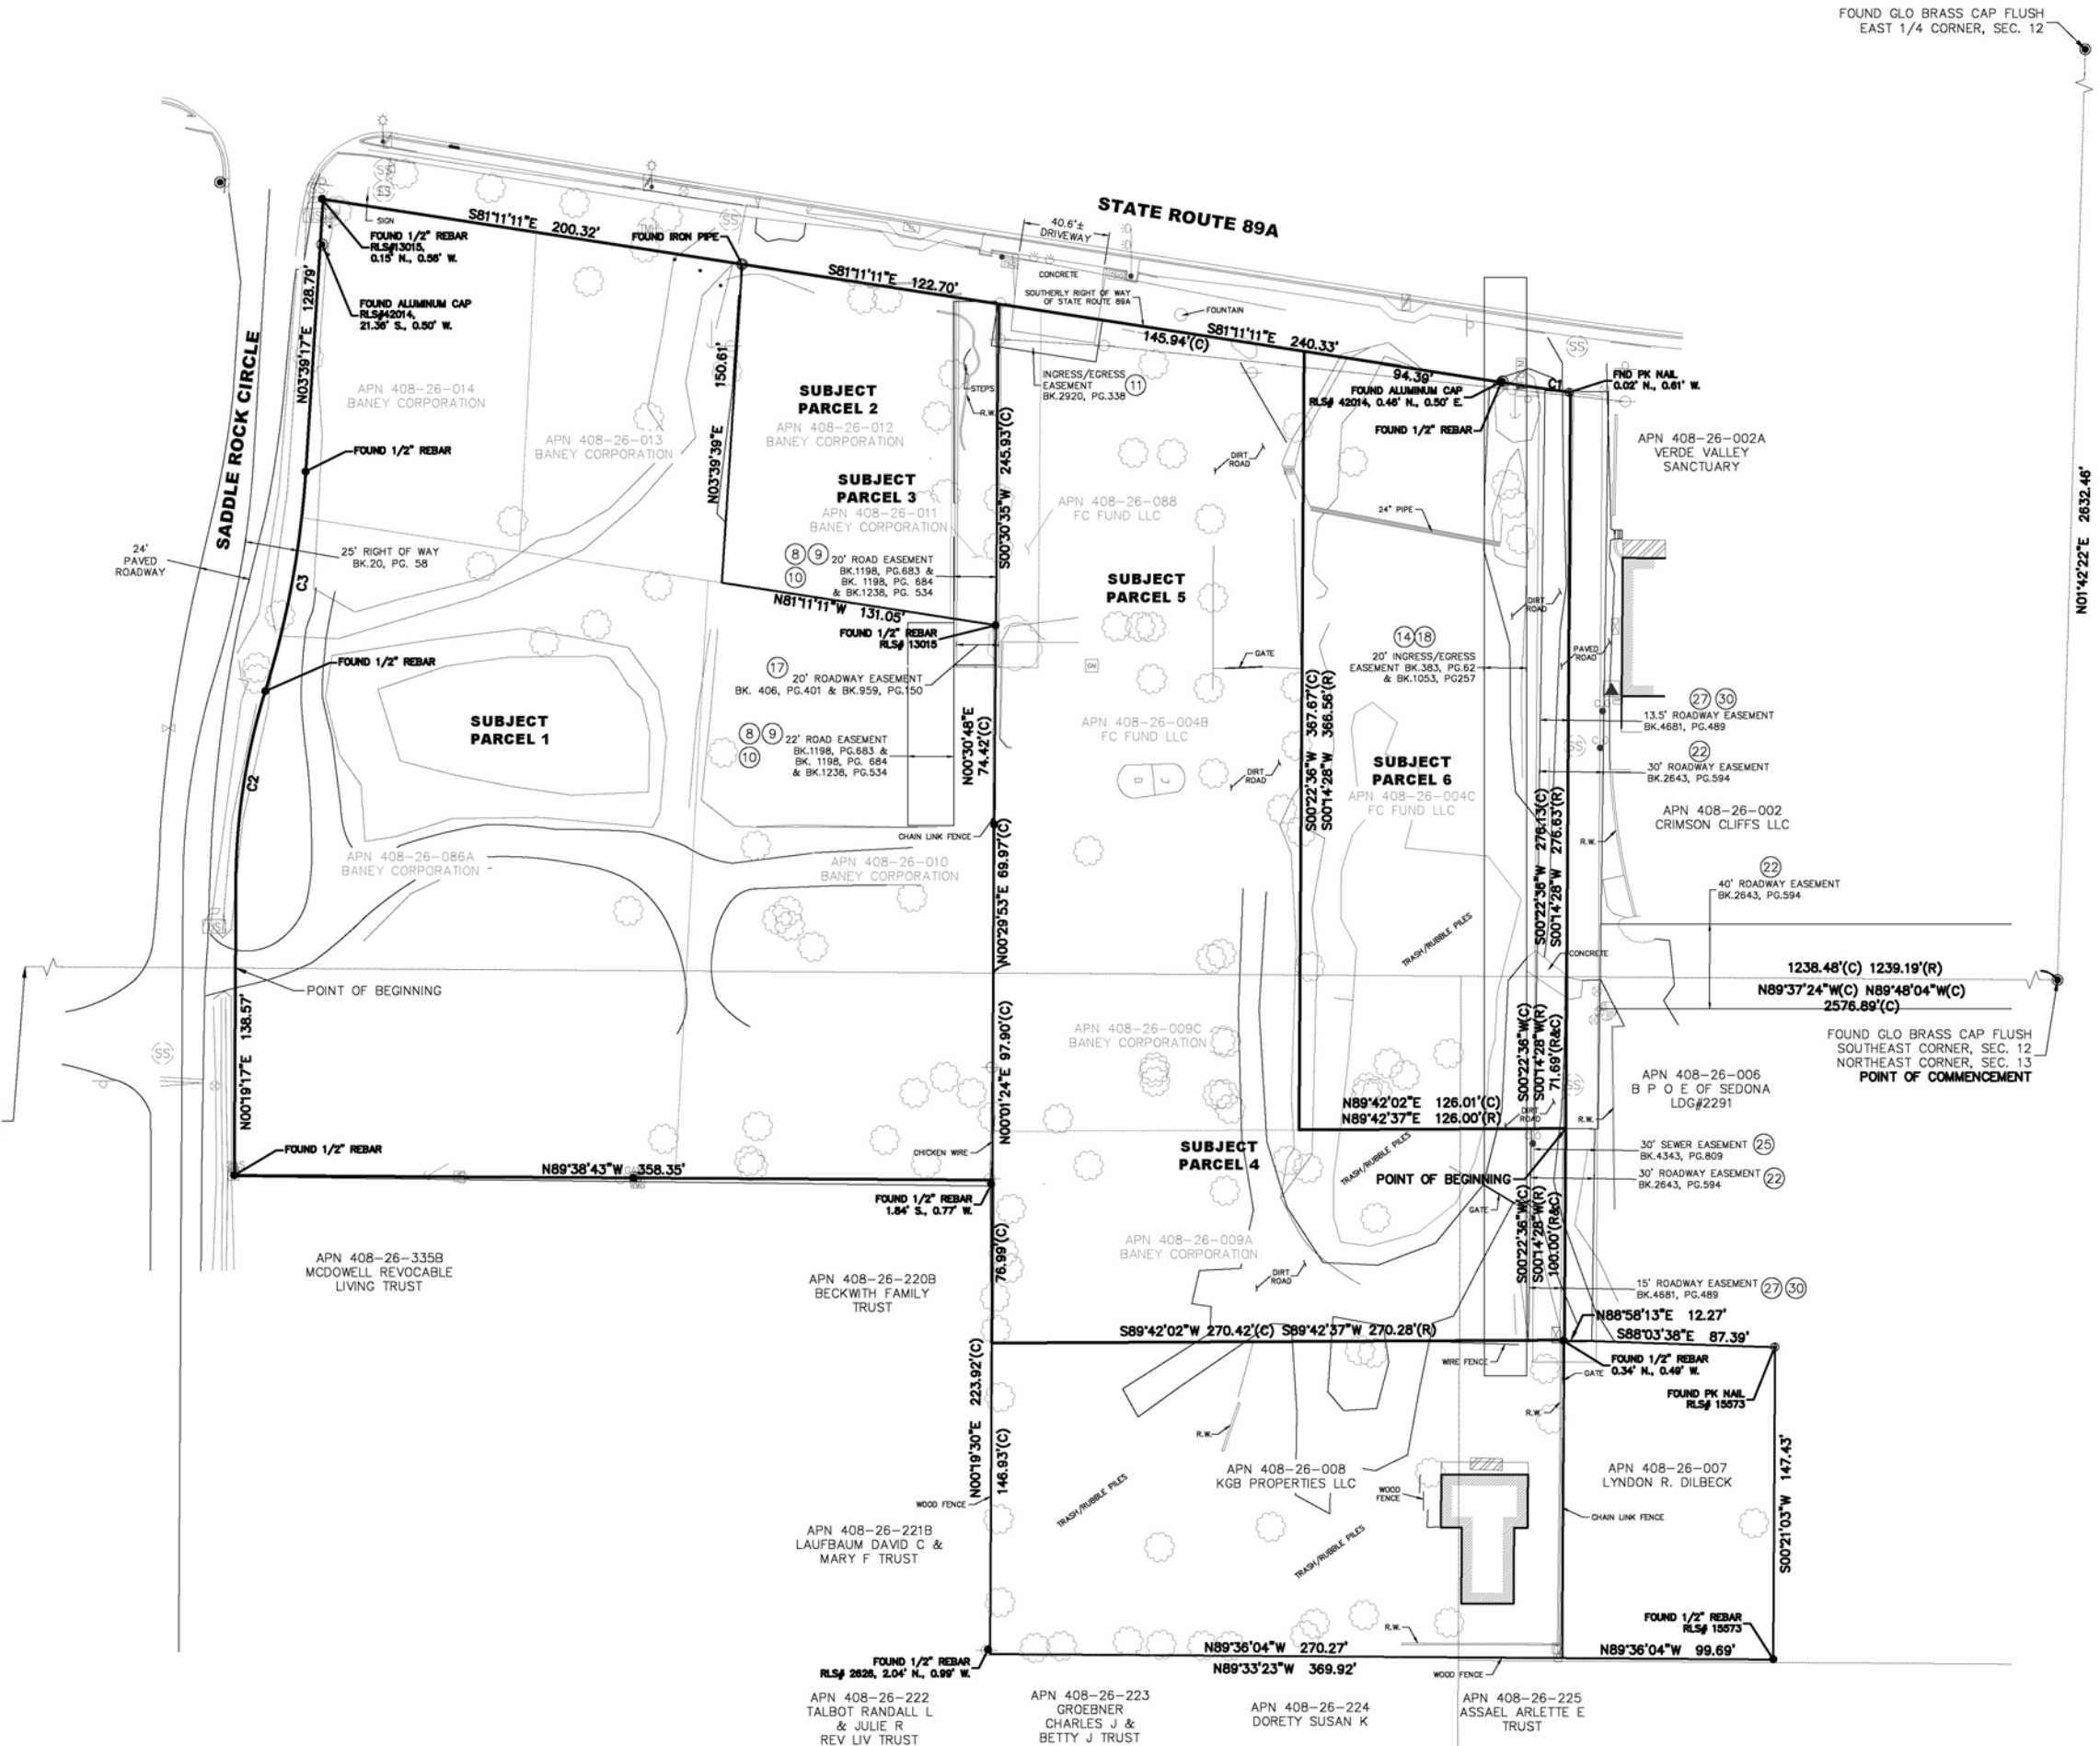 FOUND GLO BRASS CAP FLUSH
EAST 1/4 CORNER, SEC. 12
N01°42'22"E 2632.46'
STATE ROUTE 89A
40.6'±
DRIVEWAY
CONCRETE
SOUTHERLY RIGHT OF WAY
OF STATE ROUTE 89A
FOUNTAIN
SIGN
S81°11'11"E 200.32'
FOUND IRON PIPE
S81°11'11"E 122.70'
S81°11'11"E 240.33'
145.94'(C)
94.39'
C1
FOUND 1/2" REBAR
RLS#13015,
0.15' N., 0.56' W.
FOUND ALUMINUM CAP
RLS#42014,
21.36' S., 0.50' W.
N03°39'17"E 128.79'
SADDLE ROCK CIRCLE
APN 408-26-014
BANEY CORPORATION
APN 408-26-013
BANEY CORPORATION
150.61'
N03°39'39"E
SUBJECT
PARCEL 2
APN 408-26-012
BANEY CORPORATION
SUBJECT
PARCEL 3
APN 408-26-011
BANEY CORPORATION
STEPS
R.W.
INGRESS/EGRESS
EASEMENT
BK.2920, PG.338
11
S00°30'35"W 245.93'(C)
FOUND ALUMINUM CAP
RLS# 42014, 0.46' N., 0.50' E.
FOUND 1/2" REBAR
FND PK NAIL
0.02' N., 0.61' W.
APN 408-26-002A
VERDE VALLEY
SANCTUARY
FOUND 1/2" REBAR
24'
PAVED
ROADWAY
25' RIGHT OF WAY
BK.20, PG. 58
C3
8 9
10
20' ROAD EASEMENT
BK.1198, PG.683 &
BK. 1198, PG. 684
& BK.1238, PG. 534
N81°11'11"W 131.05'
FOUND 1/2" REBAR
RLS# 13015
APN 408-26-088
FC FUND LLC
DIRT
ROAD
24" PIPE
SUBJECT
PARCEL 5
DIRT
ROAD
PAVED
ROAD
FOUND 1/2" REBAR
17
20' ROADWAY EASEMENT
BK. 406, PG.401 & BK.959, PG.150
GATE
14 18
20' INGRESS/EGRESS
EASEMENT BK.383, PG.62
& BK.1053, PG257
27 30
13.5' ROADWAY EASEMENT
BK.4681, PG.489
22
30' ROADWAY EASEMENT
BK.2643, PG.594
SUBJECT
PARCEL 1
8 9
10
22' ROAD EASEMENT
BK.1198, PG.683 &
BK. 1198, PG. 684
& BK.1238, PG.534
N00°30'48"E
74.42'(C)
APN 408-26-004B
FC FUND LLC
DIRT
ROAD
S00°22'36"W 367.67'(C)
S00°14'28"W 366.56'(R)
SUBJECT
PARCEL 6
APN 408-26-004C
FC FUND LLC
S00°22'36"W 276.13'(C)
S00°14'28"W 276.63'(R)
C2
CHAIN LINK FENCE
R.W.
APN 408-26-002
CRIMSON CLIFFS LLC
APN 408-26-086A
BANEY CORPORATION
APN 408-26-010
BANEY CORPORATION
N00°29'53"E 69.97'(C)
22
40' ROADWAY EASEMENT
BK.2643, PG.594
TRASH/RUBBLE PILES
CONCRETE
POINT OF BEGINNING
1238.48'(C) 1239.19'(R)
N89°37'24"W(C) N89°48'04"W(C)
2576.89'(C)
FOUND GLO BRASS CAP FLUSH
SOUTHEAST CORNER, SEC. 12
NORTHEAST CORNER, SEC. 13
POINT OF COMMENCEMENT
N00°19'17"E 138.57'
N00°01'24"E 97.90'(C)
APN 408-26-009C
BANEY CORPORATION
S00°22'36"W(C)
S00°14'28"W(R)
71.69'(R&C)
APN 408-26-006
B P O E OF SEDONA
LDG#2291
N89°42'02"E 126.01'(C)
N89°42'37"E 126.00'(R)
DIRT
ROAD
R.W.
FOUND 1/2" REBAR
CHICKEN WIRE
SUBJECT
PARCEL 4
TRASH/RUBBLE PILES
POINT OF BEGINNING
30' SEWER EASEMENT 25
BK.4343, PG.809
30' ROADWAY EASEMENT 22
BK.2643, PG.594
N89°38'43"W 358.35'
FOUND 1/2" REBAR
1.84' S., 0.77' W.
GATE
S00°22'36"W(C)
S00°14'28"W(R)
100.00'(R&C)
APN 408-26-335B
MCDOWELL REVOCABLE
LIVING TRUST
APN 408-26-220B
BECKWITH FAMILY
TRUST
76.99'(C)
APN 408-26-009A
BANEY CORPORATION
DIRT
ROAD
15' ROADWAY EASEMENT 27 30
BK.4681, PG.489
N88°58'13"E 12.27'
S88°03'38"E 87.39'
S89°42'02"W 270.42'(C) S89°42'37"W 270.28'(R)
WIRE FENCE
FOUND 1/2" REBAR
0.34' N., 0.49' W.
GATE
FOUND PK NAIL
RLS# 15573
N00°19'30"E 223.92'(C)
146.93'(C)
R.W.
R.W.
APN 408-26-008
KGB PROPERTIES LLC
WOOD
FENCE
APN 408-26-007
LYNDON R. DILBECK
S00°21'03"W 147.43'
WOOD FENCE
TRASH/RUBBLE PILES
CHAIN LINK FENCE
APN 408-26-221B
LAUFBAUM DAVID C &
MARY F TRUST
TRASH/RUBBLE PILES
R.W.
FOUND 1/2" REBAR
RLS# 15573
N89°36'04"W 270.27'
N89°36'04"W 99.69'
FOUND 1/2" REBAR
RLS# 2626, 2.04' N., 0.99' W.
N89°33'23"W 369.92'
WOOD FENCE
APN 408-26-222
TALBOT RANDALL L
& JULIE R
REV LIV TRUST
APN 408-26-223
GROEBNER
CHARLES J &
BETTY J TRUST
APN 408-26-224
DORETY SUSAN K
APN 408-26-225
ASSAEL ARLETTE E
TRUST